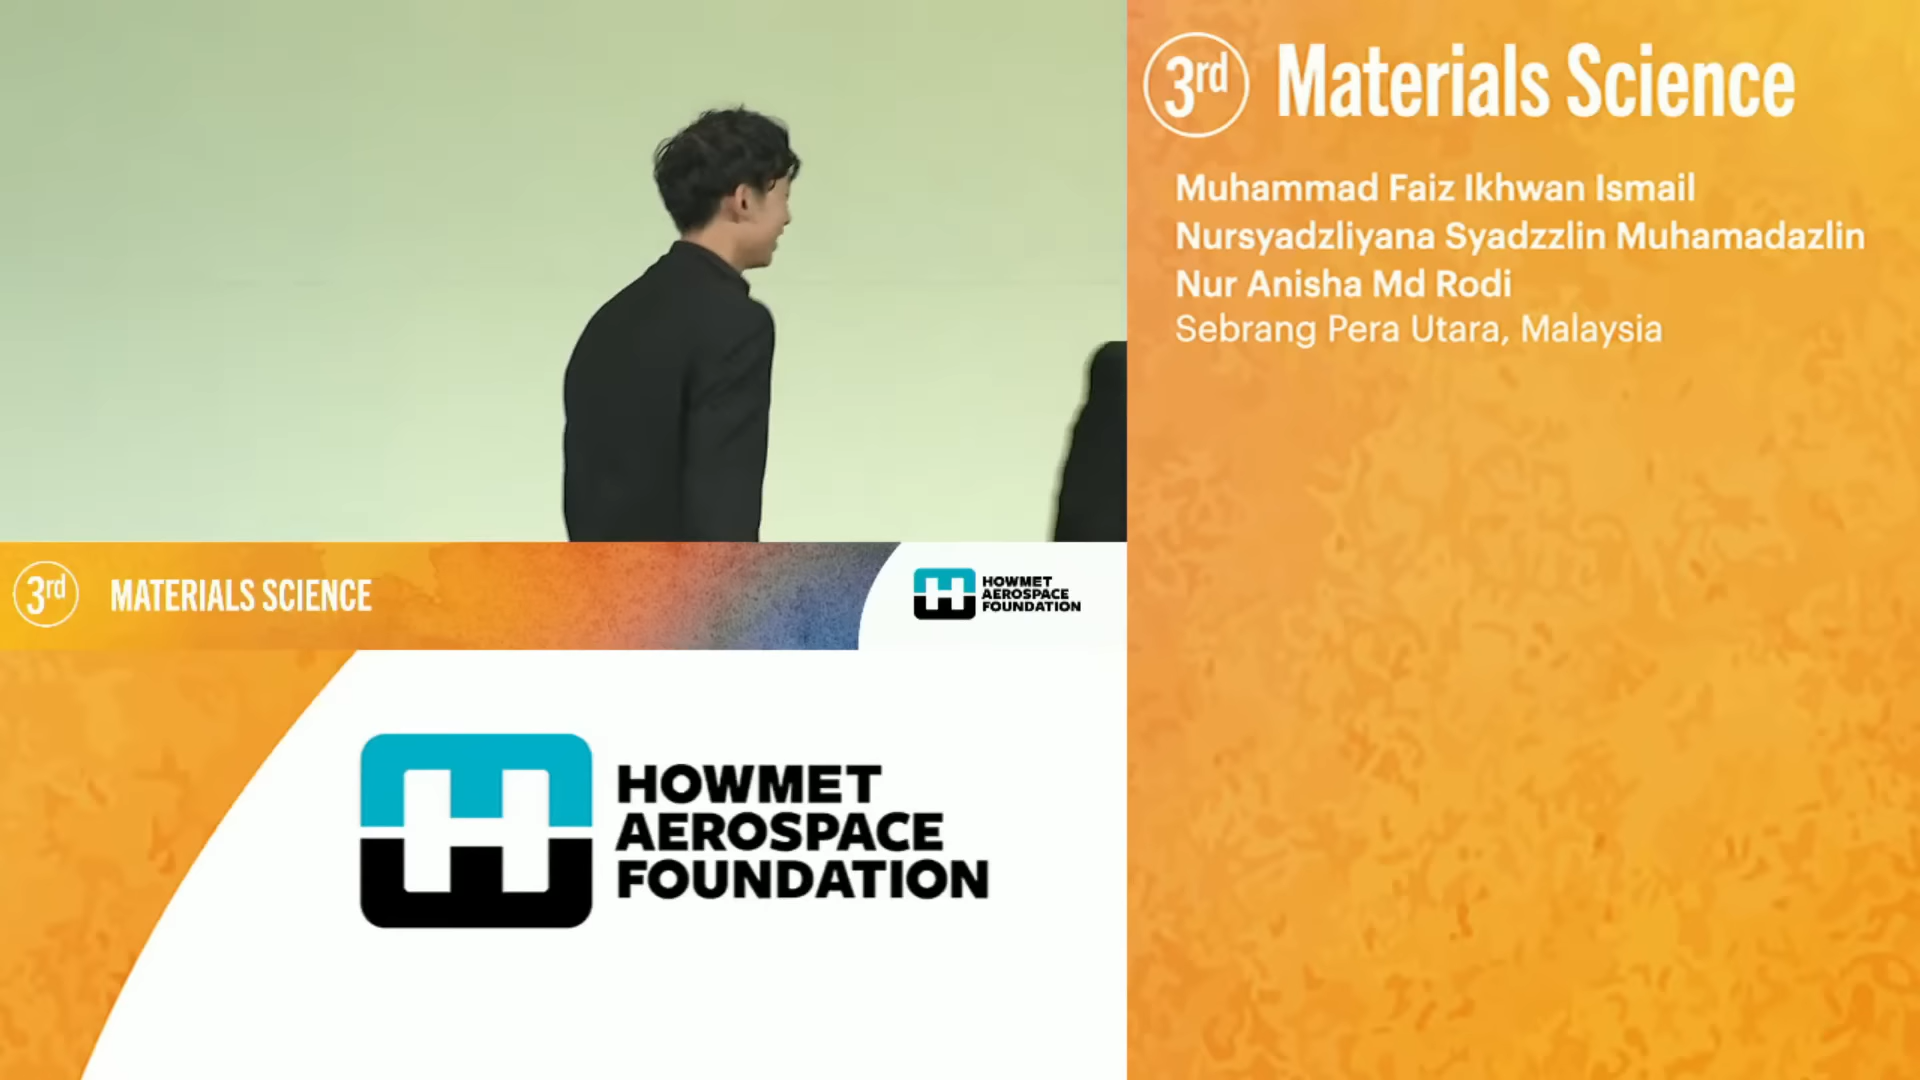 3rd Materials Science
Muhammad Faiz Ikhwan Ismail
Nursyadzliyana Syadzzlin Muhamadazlin
Nur Anisha Md Rodi
Sebrang Pera Utara, Malaysia
3rd MATERIALS SCIENCE
HOWMET
AEROSPACE
FOUNDATION
HOWMET
AEROSPACE
FOUNDATION